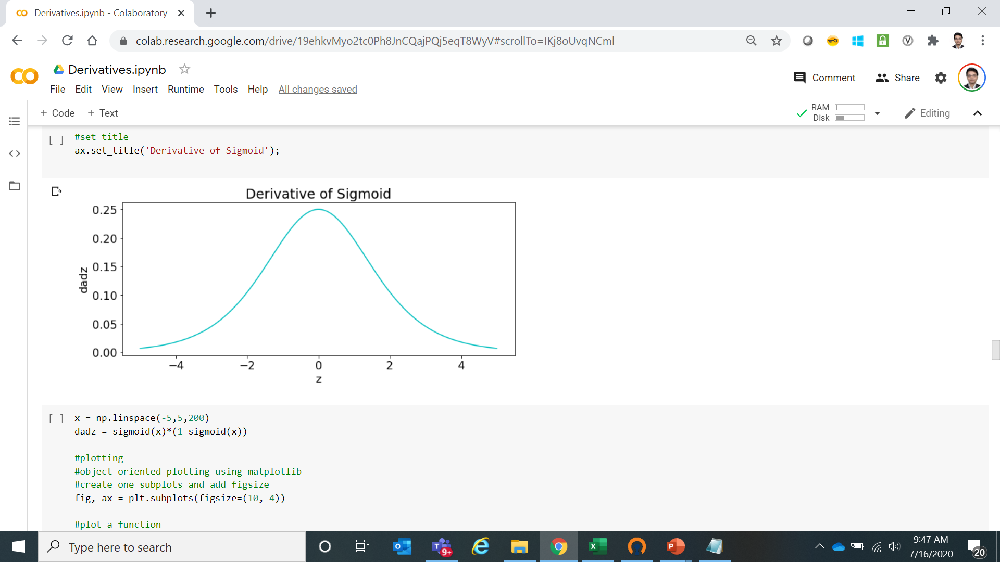 Derivatives.ipynb - Colaboratory
colab.research.google.com/drive/19ehkvMyo2tc0Ph8JnCQajPQj5eqT8WyV#scrollTo=IKj8oUvqNCml
Derivatives.ipynb
Comment Share
File Edit View Insert Runtime Tools Help All changes saved
+ Code + Text
RAM
Disk
Editing
[ ] #set title
ax.set_title('Derivative of Sigmoid');
Derivative of Sigmoid
0.25
0.20
0.15
0.10
0.05
0.00
dadz
−4 −2 0 2 4
z
[ ] x = np.linspace(-5,5,200)
dadz = sigmoid(x)*(1-sigmoid(x))
#plotting
#object oriented plotting using matplotlib
#create one subplots and add figsize
fig, ax = plt.subplots(figsize=(10, 4))
#plot a function
Type here to search
9+
9:47 AM
7/16/2020
20